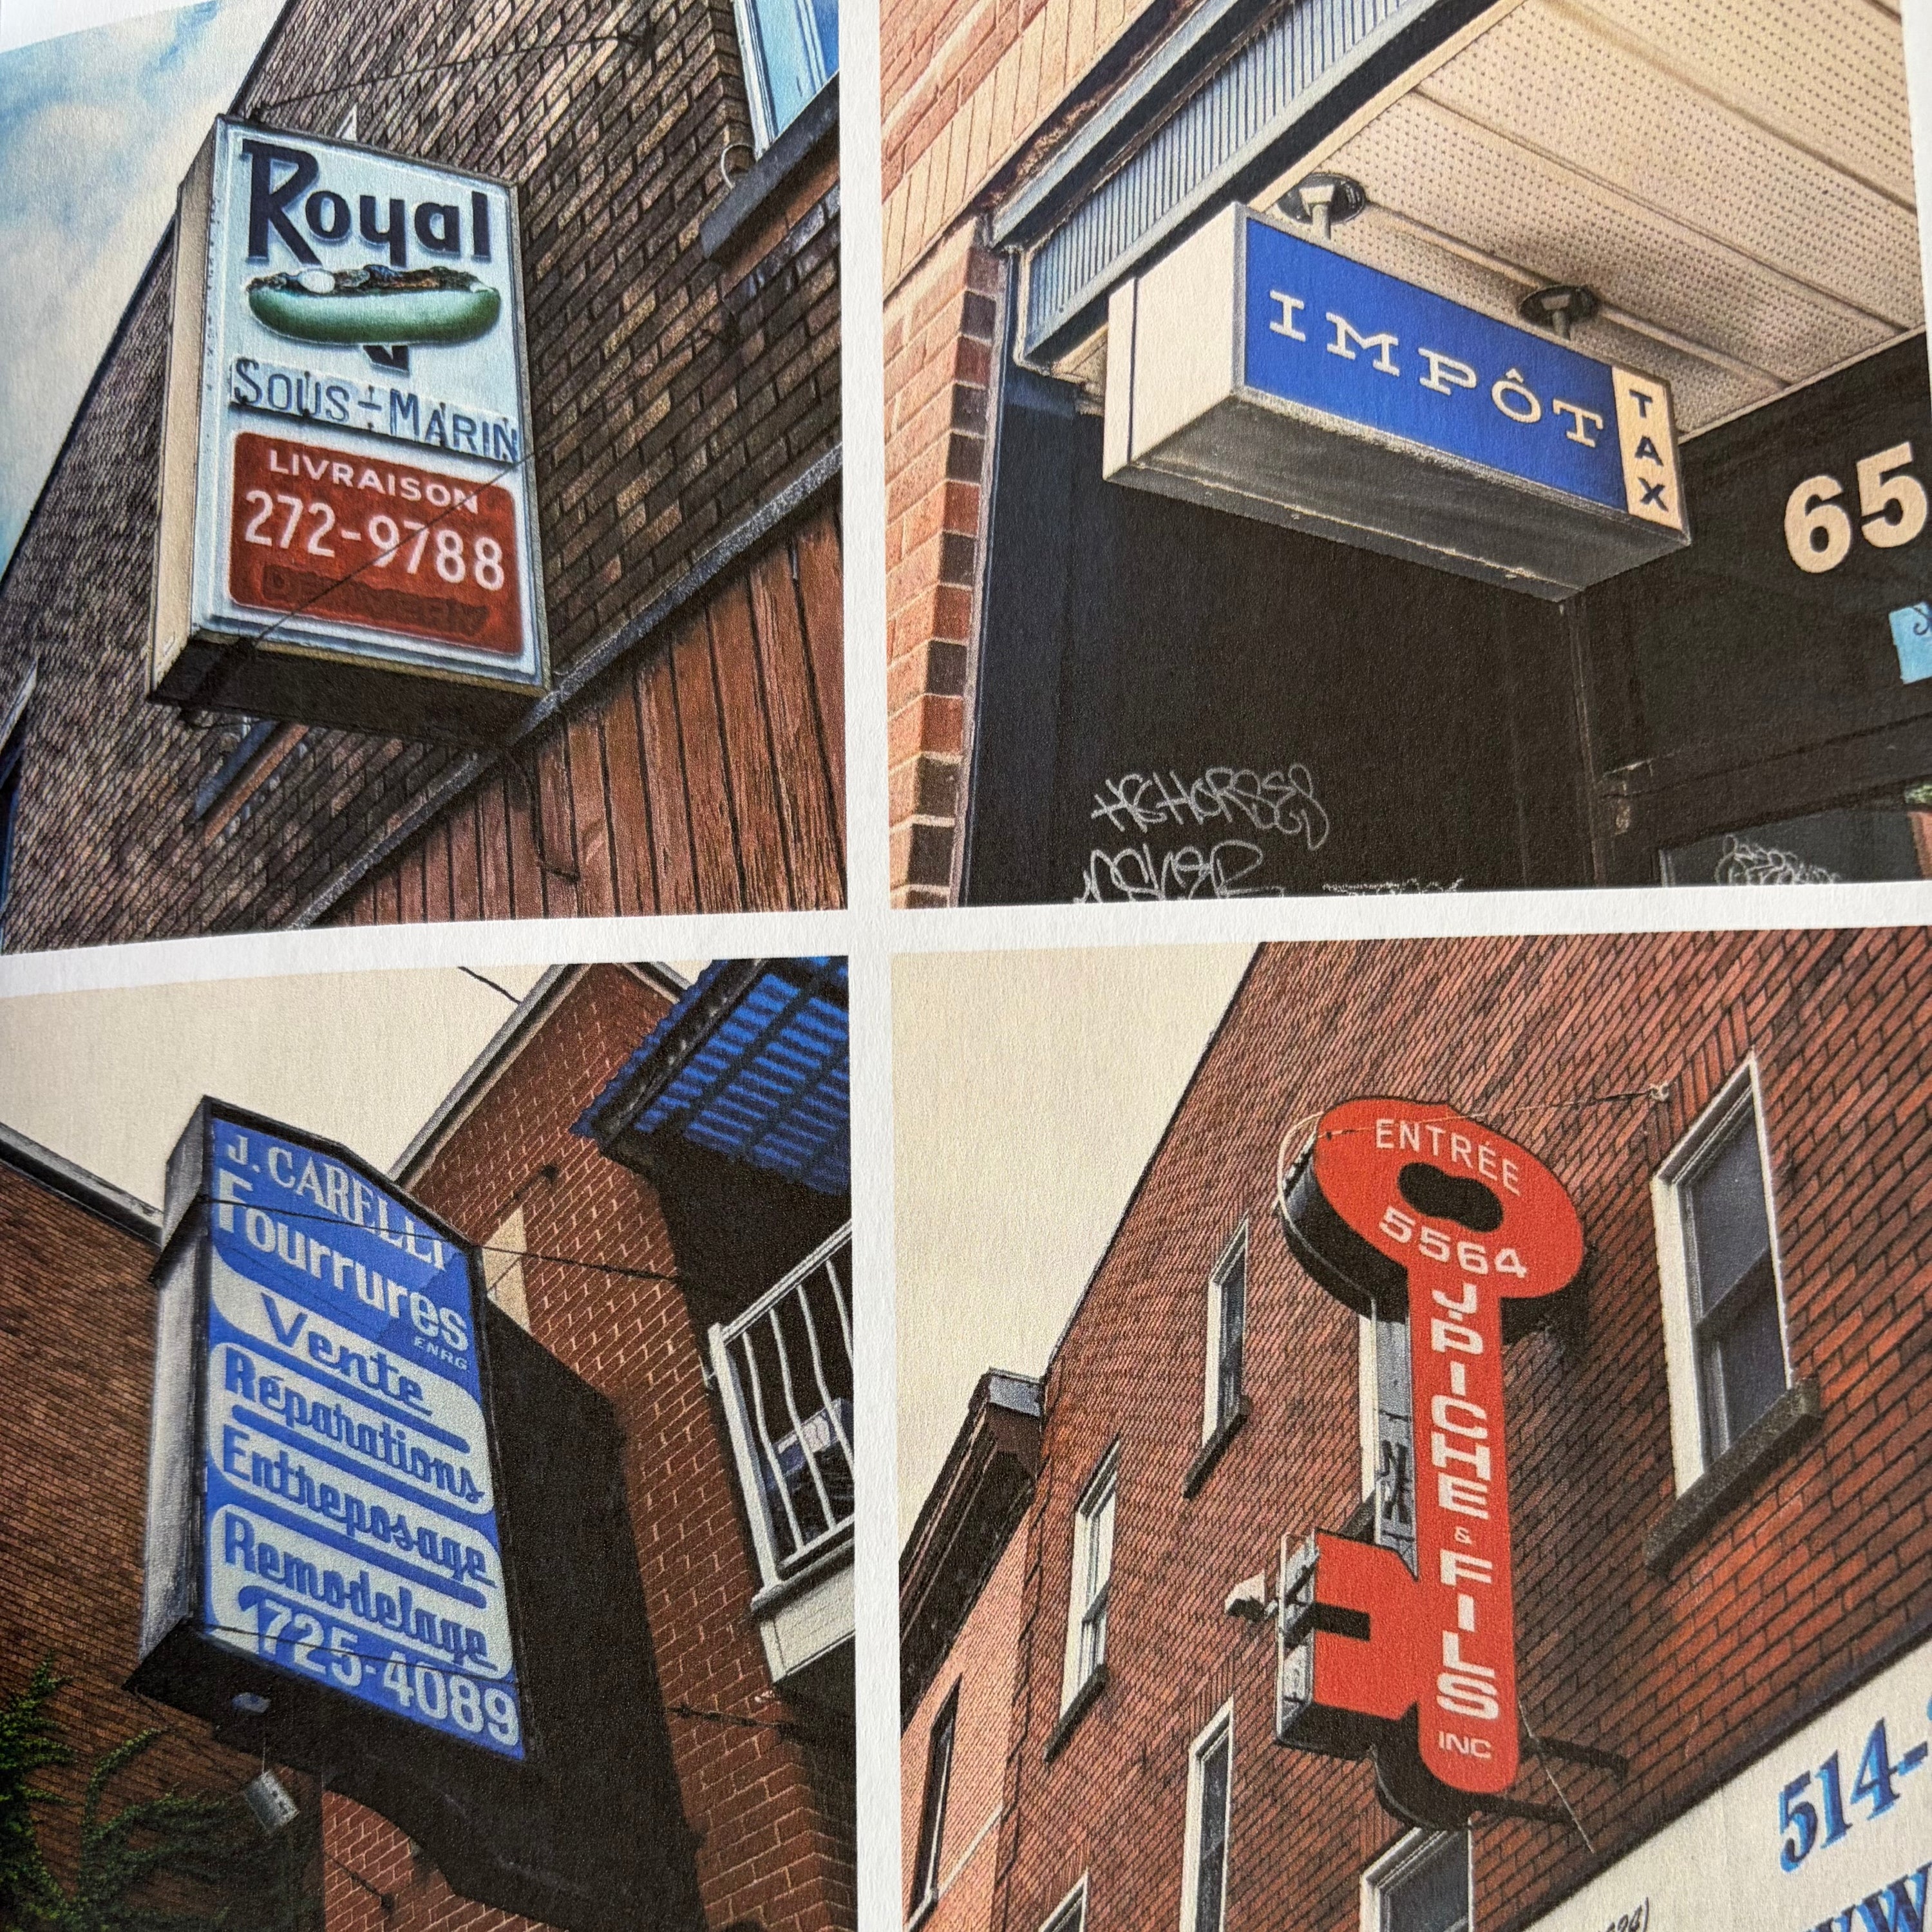 Royal
SOUS-MARIN
LIVRAISON
272-9788
DELIVERY
IMPÔT
TAX
65
J. CARELLI
Fourrures
ENRG
Vente
Réparations
Entreposage
Remodelage
725-4089
ENTRÉE
5564
J.PICHE
&
FILS
INC
514-